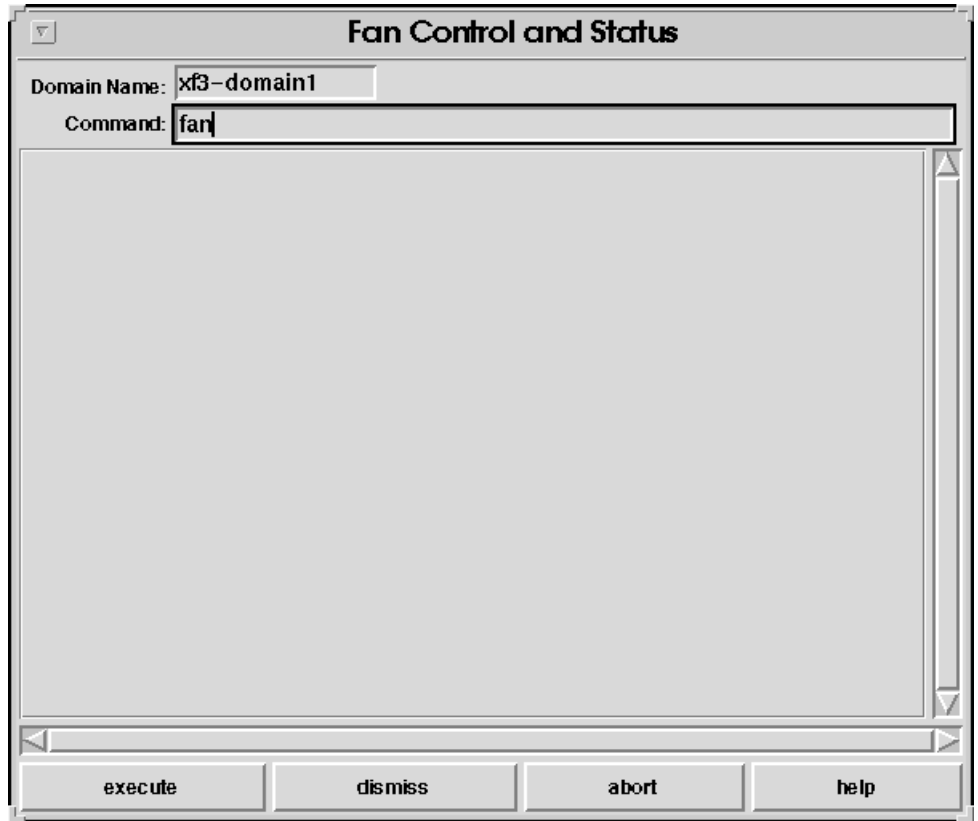 Fan Control and Status
Domain Name: xf3-domain1
Command: fan
execute dismiss abort help